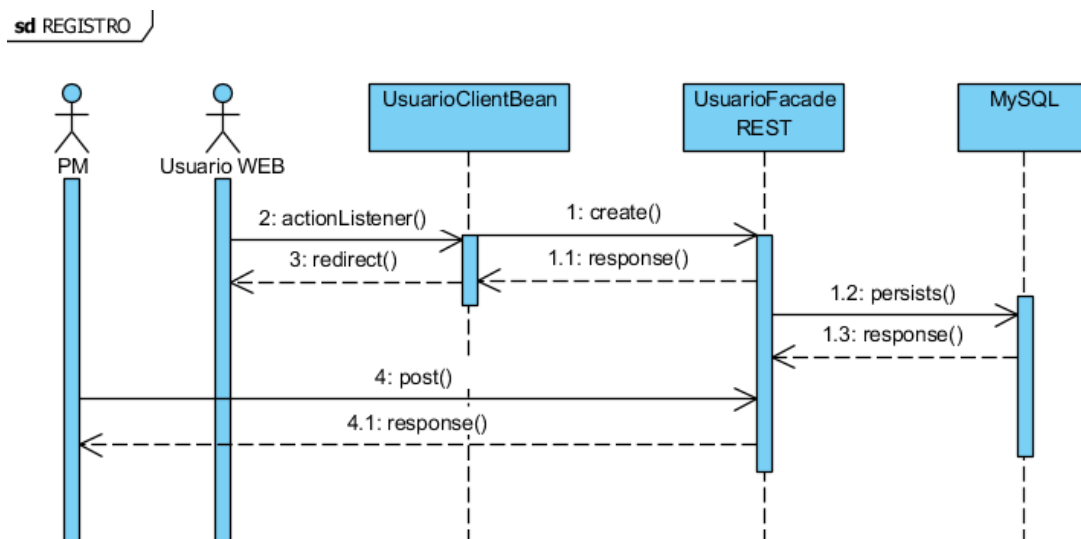 sd REGISTRO
PM
Usuario WEB
UsuarioClientBean
UsuarioFacade
REST
MySQL
2: actionListener()
1: create()
3: redirect()
1.1: response()
1.2: persists()
1.3: response()
4: post()
4.1: response()